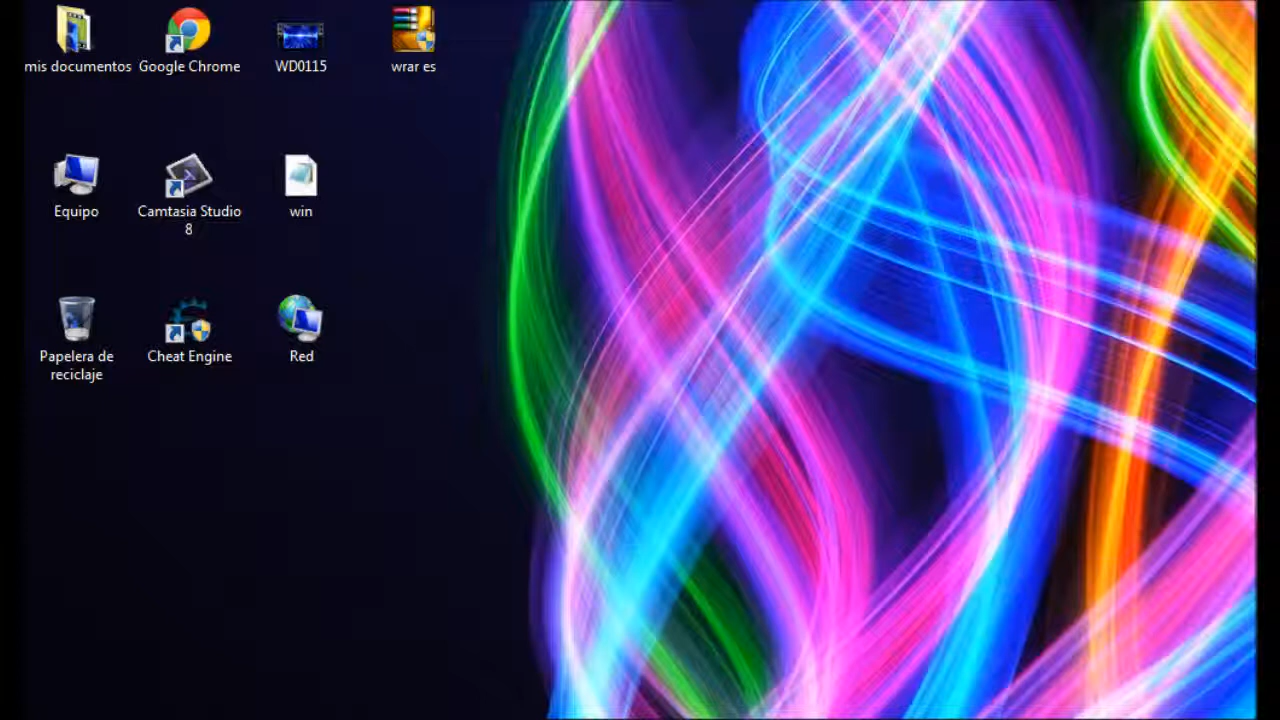 mis documentos
Google Chrome
WD0115
wrar es
Equipo
Camtasia Studio
8
win
Papelera de
reciclaje
Cheat Engine
Red